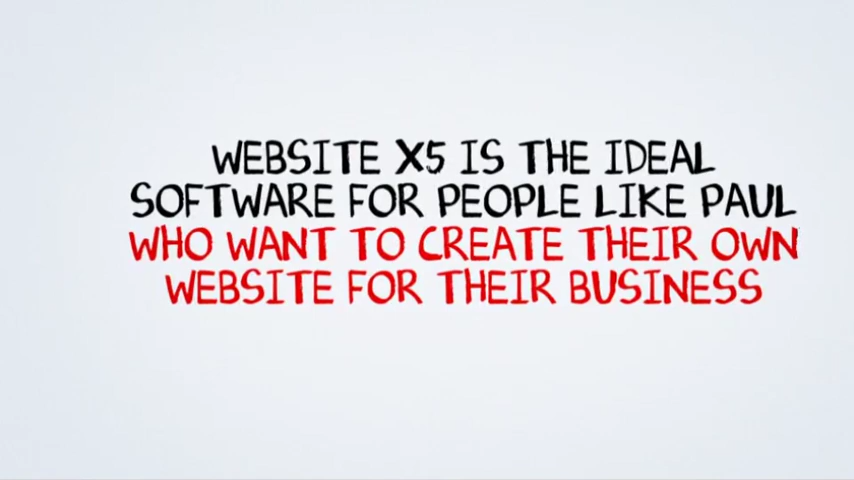 WEBSITE X5 IS THE IDEAL
SOFTWARE FOR PEOPLE LIKE PAUL
WHO WANT TO CREATE THEIR OWN
WEBSITE FOR THEIR BUSINESS